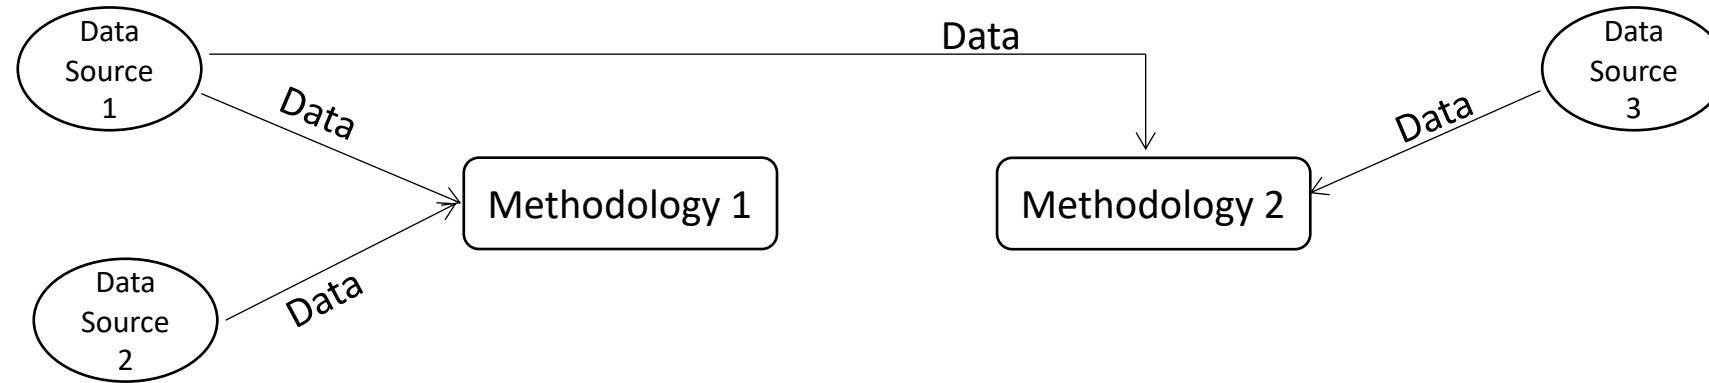 Data
Source
1
Data
Data
Source
3
Data
Data
Methodology 1
Methodology 2
Data
Source
2
Data